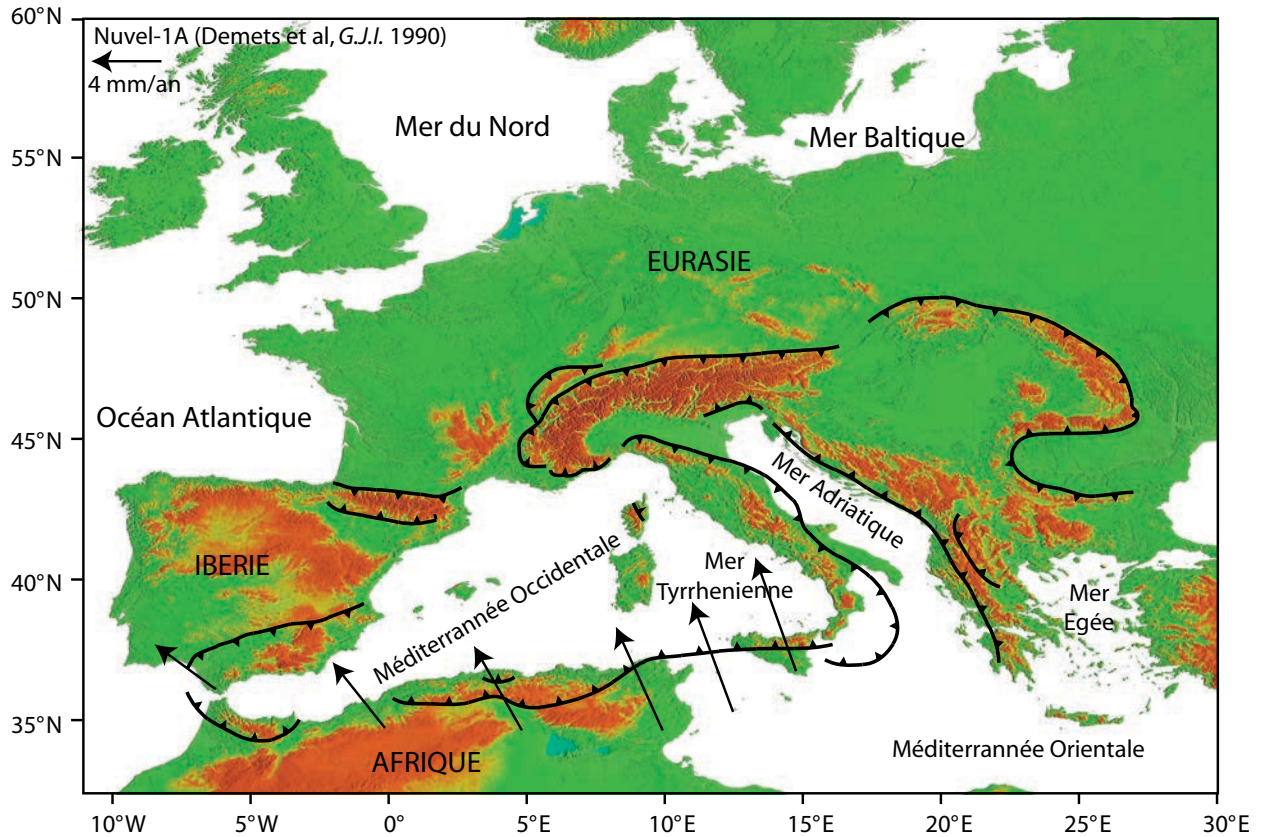 60°N
Nuvel-1A (Demets et al, G.J.I. 1990)
4 mm/an
Mer du Nord
Mer Baltique
55°N
EURASIE
50°N
Océan Atlantique
45°N
Mer Adriatique
IBERIE
40°N
Méditerrannée Occidentale
Mer
Tyrrhenienne
Mer
Egée
35°N
AFRIQUE
Méditerrannée Orientale
10°W
5°W
0°
5°E
10°E
15°E
20°E
25°E
30°E